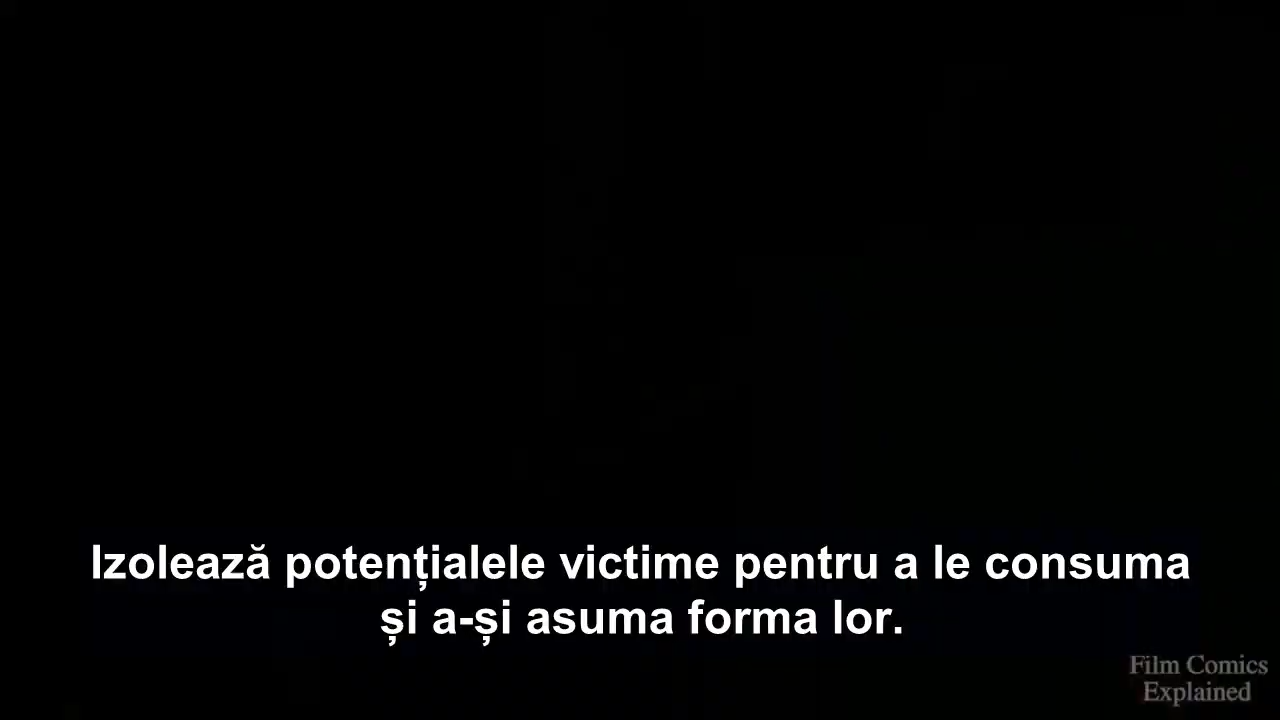 Izolează potențialele victime pentru a le consuma
și a-și asuma forma lor.
Film Comics
Explained